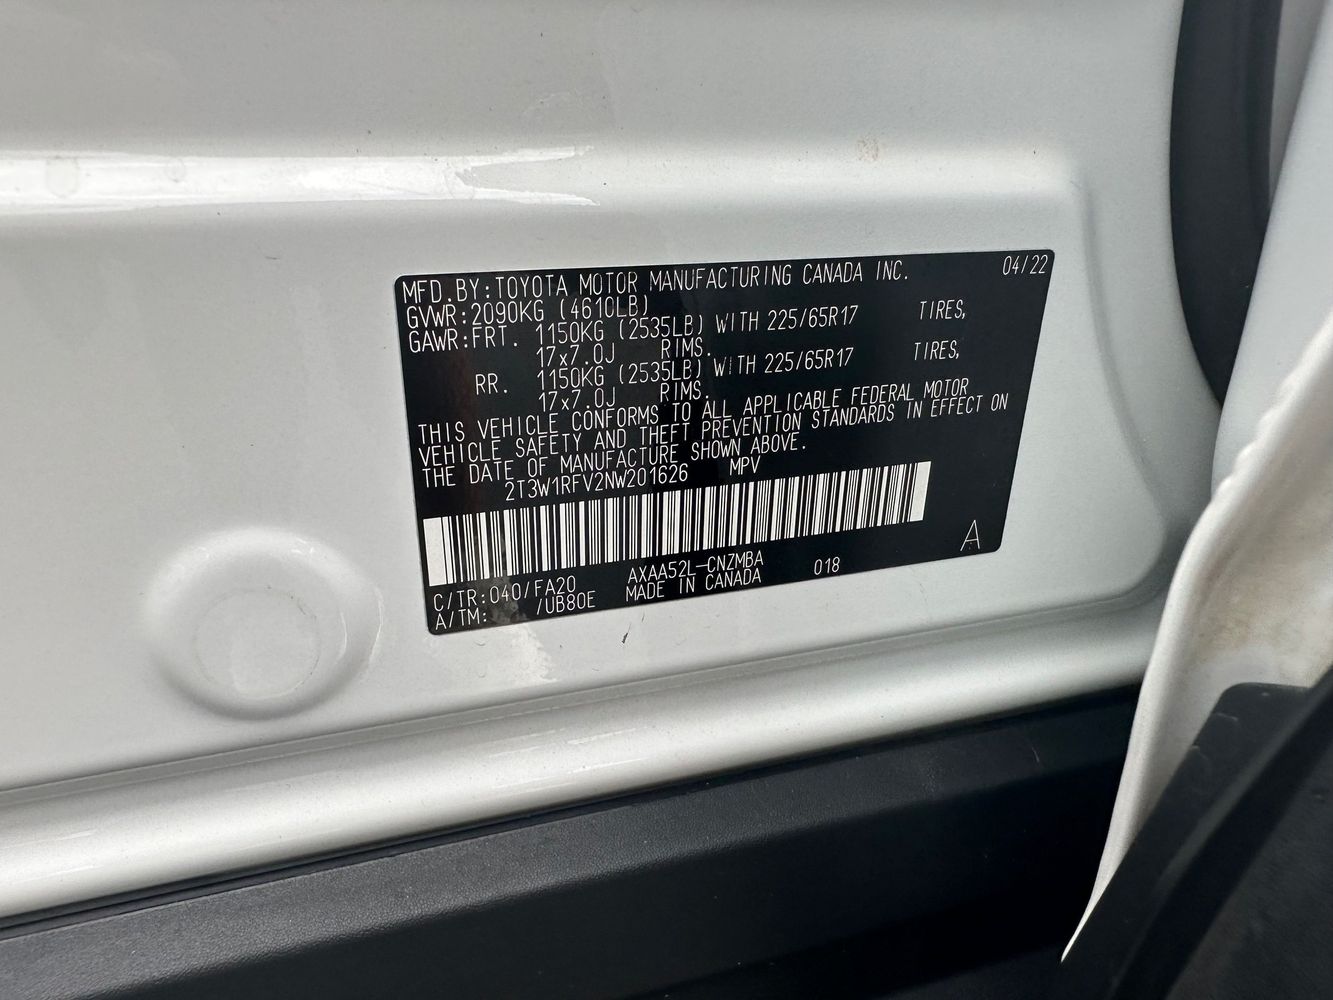 MFD.BY:TOYOTA MOTOR MANUFACTURING CANADA INC. 04/22
GVWR:2090KG (4610LB)
GAWR:FRT. 1150KG (2535LB) WITH 225/65R17 TIRES,
17x7.0J RIMS.
RR. 1150KG (2535LB) WITH 225/65R17 TIRES,
17x7.0J RIMS.
THIS VEHICLE CONFORMS TO ALL APPLICABLE FEDERAL MOTOR
VEHICLE SAFETY AND THEFT PREVENTION STANDARDS IN EFFECT ON
THE DATE OF MANUFACTURE SHOWN ABOVE.
2T3W1RFV2NW201626 MPV
C/TR:040/FA20 AXAA52L-CNZMBA 018 A
A/TM: /UB80E MADE IN CANADA